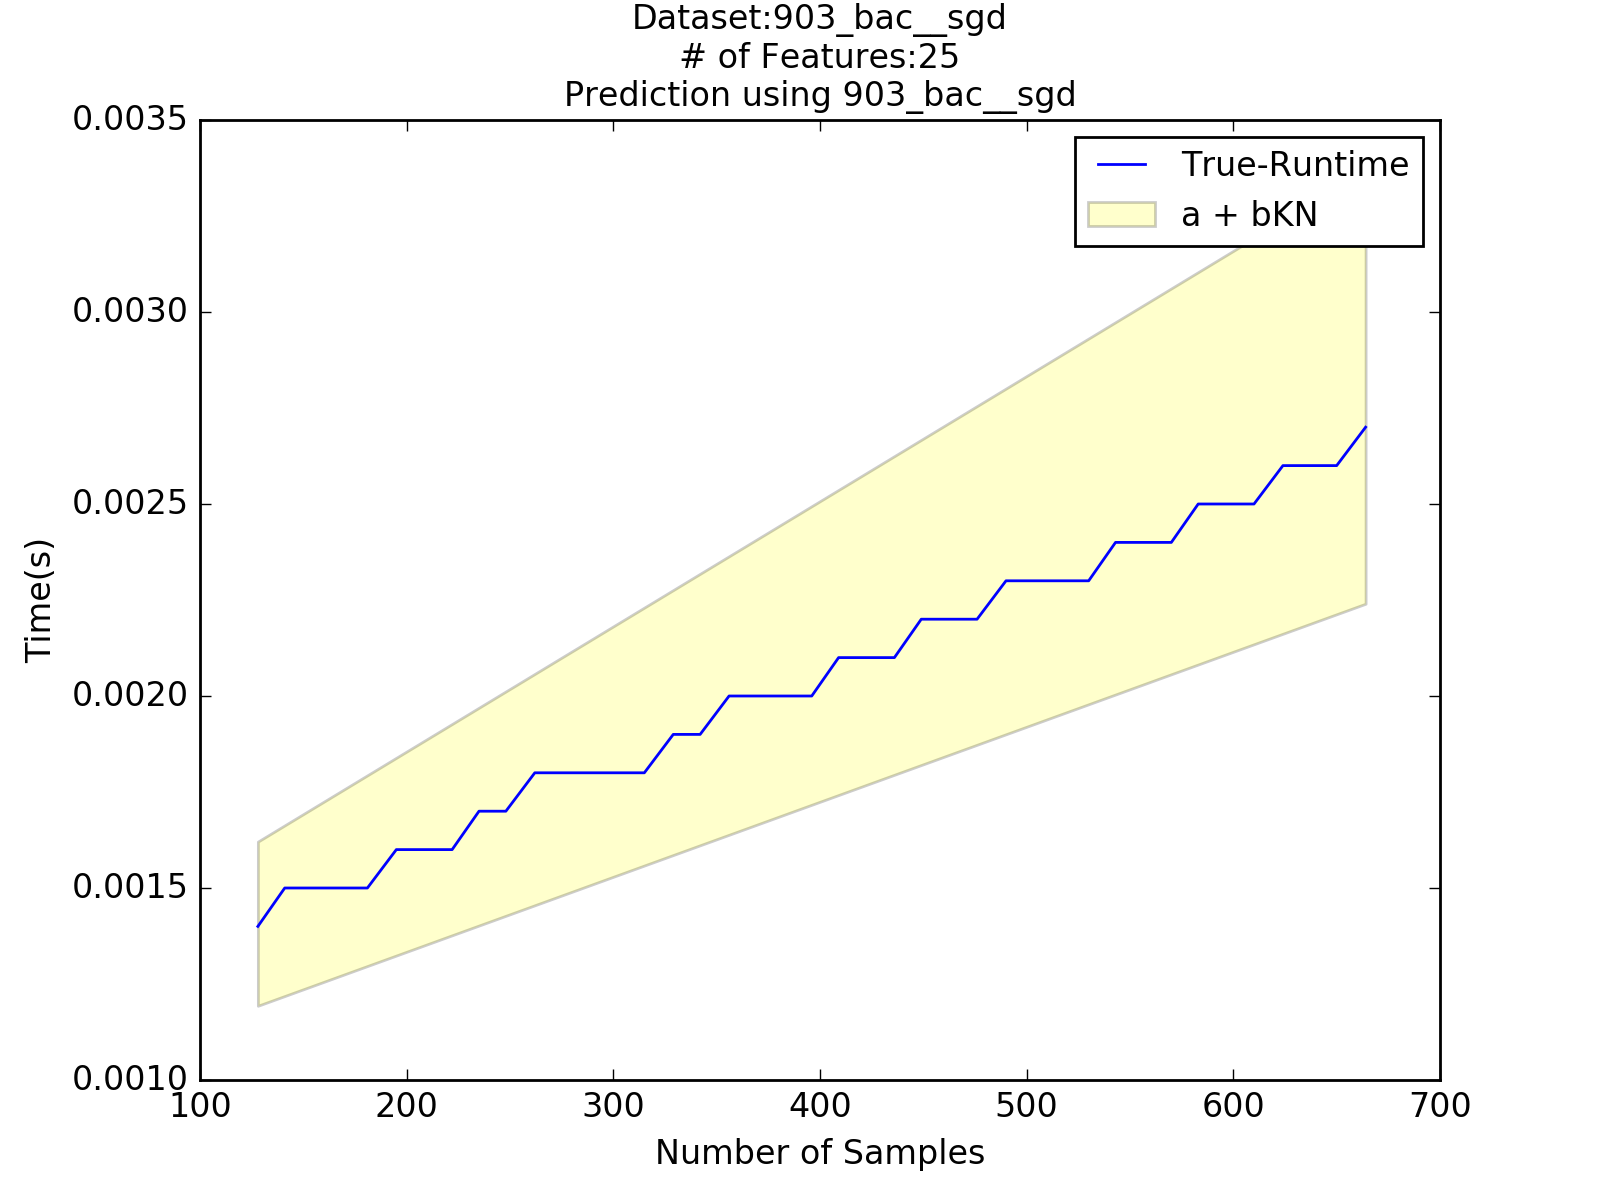 Dataset:903_bac__sgd
# of Features:25
Prediction using 903_bac__sgd
0.0035
0.0030
0.0025
0.0020
0.0015
0.0010
Time(s)
True-Runtime
a + bKN
100 200 300 400 500 600 700
Number of Samples